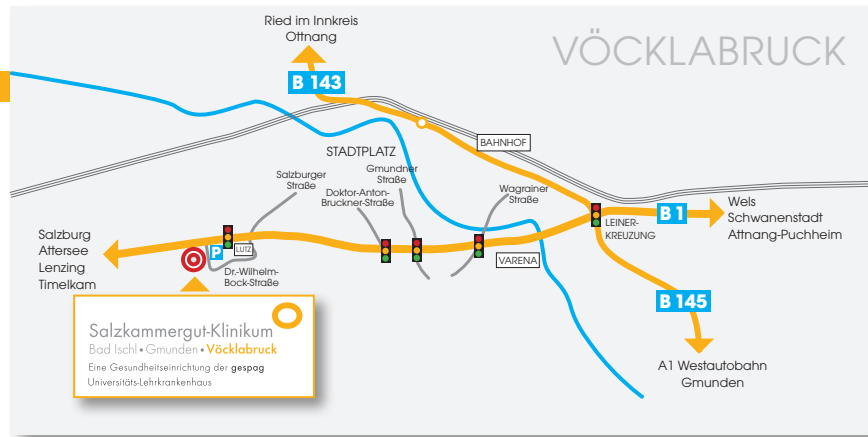 Ried im Innkreis
Ottnang
VÖCKLABRUCK
B 143
BAHNHOF
STADTPLATZ
Salzburger
Straße
Gmundner
Straße
Doktor-Anton-
Bruckner-Straße
Wagrainer
Straße
B 1
Wels
Schwanenstadt
Attnang-Puchheim
LEINER-
KREUZUNG
Salzburg
Attersee
Lenzing
Timelkam
P
LUTZ
VARENA
Dr.-Wilhelm-
Bock-Straße
B 145
A1 Westautobahn
Gmunden
Salzkammergut-Klinikum
Bad Ischl • Gmunden • Vöcklabruck
Eine Gesundheitseinrichtung der gespag
Universitäts-Lehrkrankenhaus